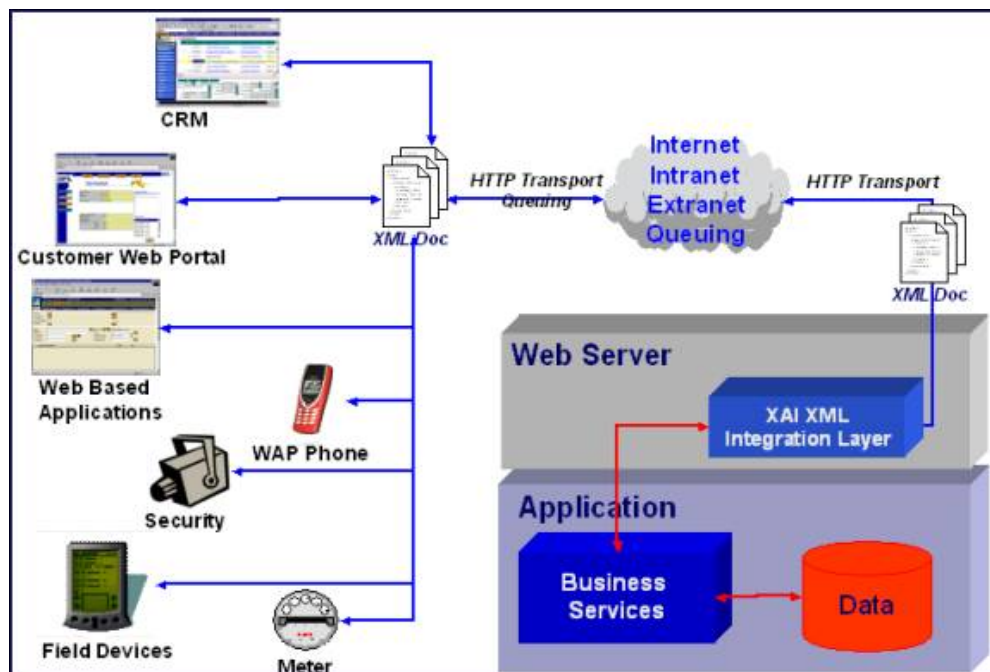 CRM
Internet
Intranet
Extranet
Queuing
HTTP Transport
Queuing
HTTP Transport
XML Doc
Customer Web Portal
XML Doc
Web Server
Web Based
Applications
XAI XML
Integration Layer
WAP Phone
Security
Application
Business
Services
Data
Field Devices
Meter